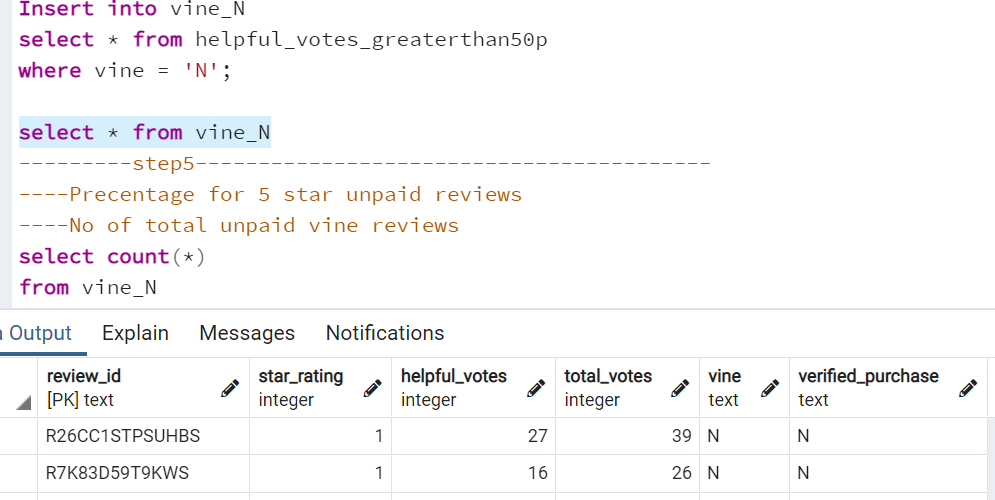 Insert into vine_N
select * from helpful_votes_greaterthan50p
where vine = 'N';
select * from vine_N
---------step5-----------------------------------------
----Precentage for 5 star unpaid reviews
----No of total unpaid vine reviews
select count(*)
from vine_N
a Output Explain Messages Notifications
review_id star_rating helpful_votes total_votes vine verified_purchase
[PK] text integer integer integer text text
R26CC1STPSUHBS 1 27 39 N N
R7K83D59T9KWS 1 16 26 N N